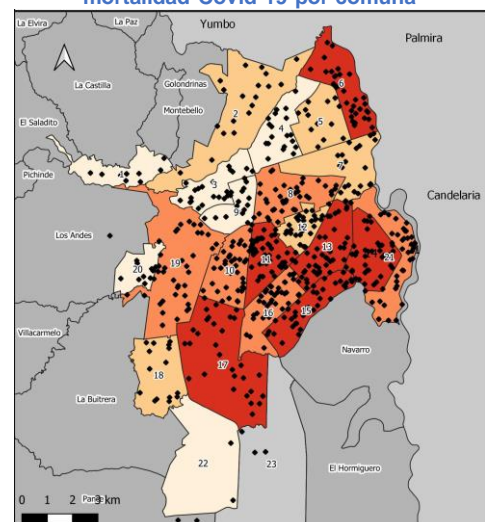 mortalidad Covid-19 por comuna
La Elvira
La Paz
Yumbo
Palmira
La Castilla
Golondrinas
Montebello
El Saladito
Pichinde
Candelaria
Los Andes
Villacarmelo
La Buitrera
Navarro
El Hormiguero
1
2
3
4
5
6
7
8
9
10
11
12
13
15
16
17
18
19
20
21
22
23
0 1 2 3 km